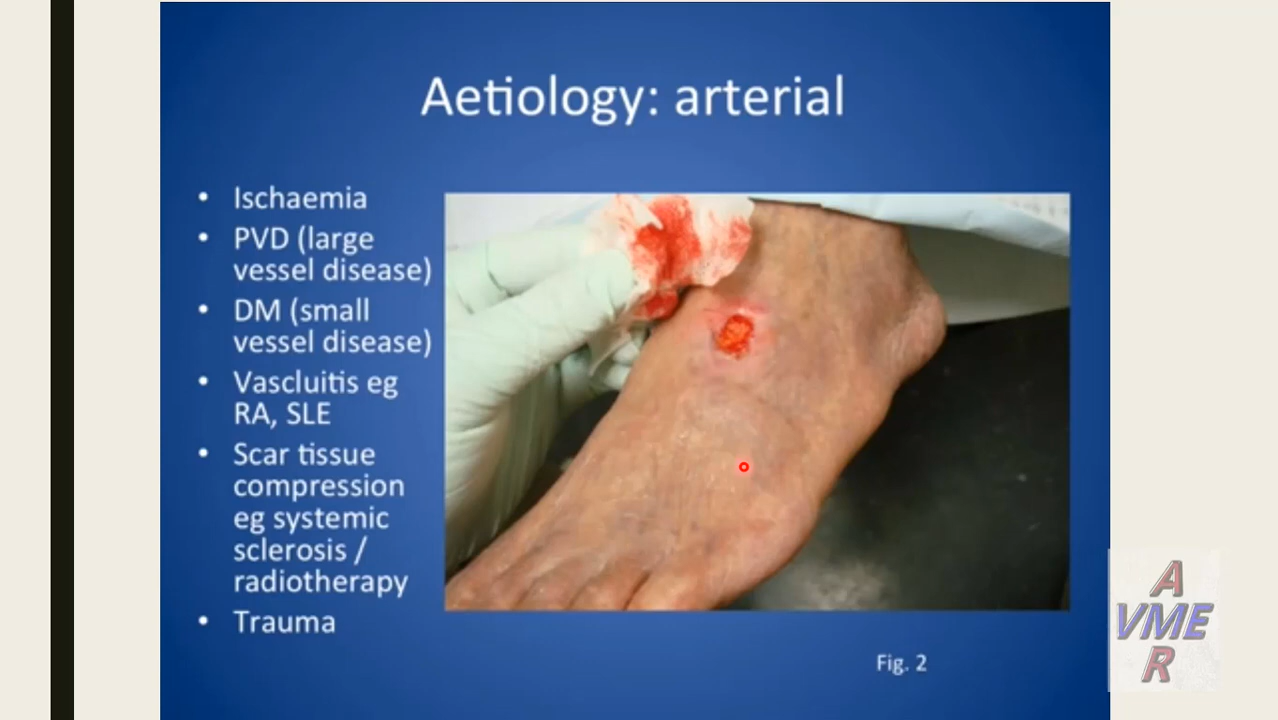 Aetiology: arterial
• Ischaemia
• PVD (large
vessel disease)
• DM (small
vessel disease)
• Vascluitis eg
RA, SLE
• Scar tissue
compression
eg systemic
sclerosis /
radiotherapy
• Trauma
Fig. 2
A
VME
R